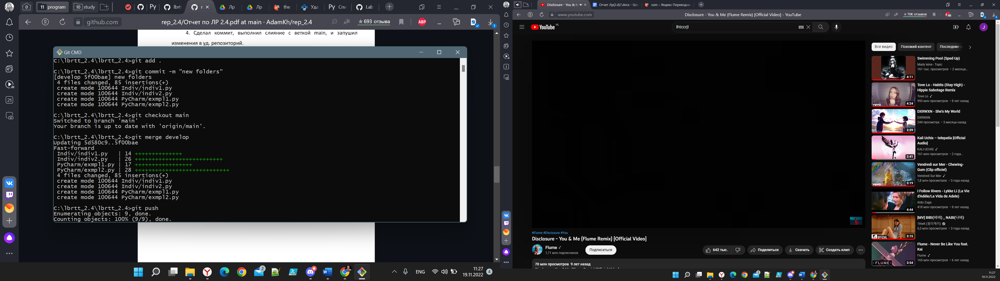 11 program
10 study
lbrt
Лр
Лр
the
Уда
Спи
Lab
github.com
rep_2.4/Отчет по ЛР 2.4.pdf at main · AdamKh/rep_2.4
★ 693 отзыва
4. Сделал коммит, выполнил слияние с веткой main, и запушил
изменения в уд. репозиторий.
Git CMD
C:\lbrtt_2.4\lbrtt_2.4>git add .
C:\lbrtt_2.4\lbrtt_2.4>git commit -m "new folders"
[develop 5f00bae] new folders
4 files changed, 85 insertions(+)
create mode 100644 Indiv/indiv1.py
create mode 100644 Indiv/indiv2.py
create mode 100644 PyCharm/exmpl1.py
create mode 100644 PyCharm/exmpl2.py
C:\lbrtt_2.4\lbrtt_2.4>git checkout main
Switched to branch 'main'
Your branch is up to date with 'origin/main'.
C:\lbrtt_2.4\lbrtt_2.4>git merge develop
Updating 5d580c9..5f00bae
Fast-forward
Indiv/indiv1.py | 14 ++++++++++++++
Indiv/indiv2.py | 26 ++++++++++++++++++++++++++
PyCharm/exmpl1.py | 17 +++++++++++++++++
PyCharm/exmpl2.py | 28 ++++++++++++++++++++++++++++
4 files changed, 85 insertions(+)
create mode 100644 Indiv/indiv1.py
create mode 100644 Indiv/indiv2.py
create mode 100644 PyCharm/exmpl1.py
create mode 100644 PyCharm/exmpl2.py
C:\lbrtt_2.4\lbrtt_2.4>git push
Enumerating objects: 9, done.
Counting objects: 100% (9/9), done.
21
ENG
11:27
19.11.2022
4
Disclosure - You & M
Отчет Лр(2.4)7.docx - Goo
sum – Яндекс Переводчи
www.youtube.com
Disclosure - You & Me (Flume Remix) [Official Video] - YouTube
★ 70K отзывов
YouTube NL
lhtccrjl
J
Все видео
Похожий контент
Последние
Swimming Pool (Sped Up)
Mady leine - Topic
161 тыс. просмотров • 2 месяца...
4:11
Tove Lo - Habits (Stay High) -
Hippie Sabotage Remix
Tove Lo
993 млн просмотров • 8 лет назад
vevo
4:24
DXRWXN - She's My World
DXRWXN
244 просмотра • 3 месяца назад
2:59
Kali Uchis – telepatía [Official
Audio]
KALI UCHIS
161 млн просмотров • 2 года...
2:41
Vendredi sur Mer - Chewing-
Gum (Clip officiel)
Vendredi Sur Mer
1,8 млн просмотров • 3 года назад
3:19
I Follow Rivers - Lykke Li (La Vie
d'Adèle/La Vida de Adele)
Aldo Zuga
418 млн просмотров • 8 лет назад
4:44
[MV] BIBI(비비) _ NABI(나비)
1theK (원더케이)
6,5 млн просмотров • 3 года назад
OFFICIAL
3:15
Flume - Never Be Like You feat.
Kai
Flume
165 млн просмотров • 6 лет назад
• FLUME •
3:54
#Flume #Disclosure #You
Disclosure - You & Me (Flume Remix) [Official Video]
Flume
1,71 млн подписчиков
Подписаться
642 тыс.
Поделиться
Скачать
Создать клип
70 млн просмотров 9 лет назад
11:27
19.11.2022